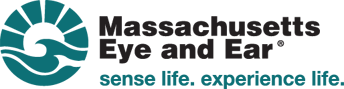 Massachusetts
Eye and Ear®
sense life. experience life.